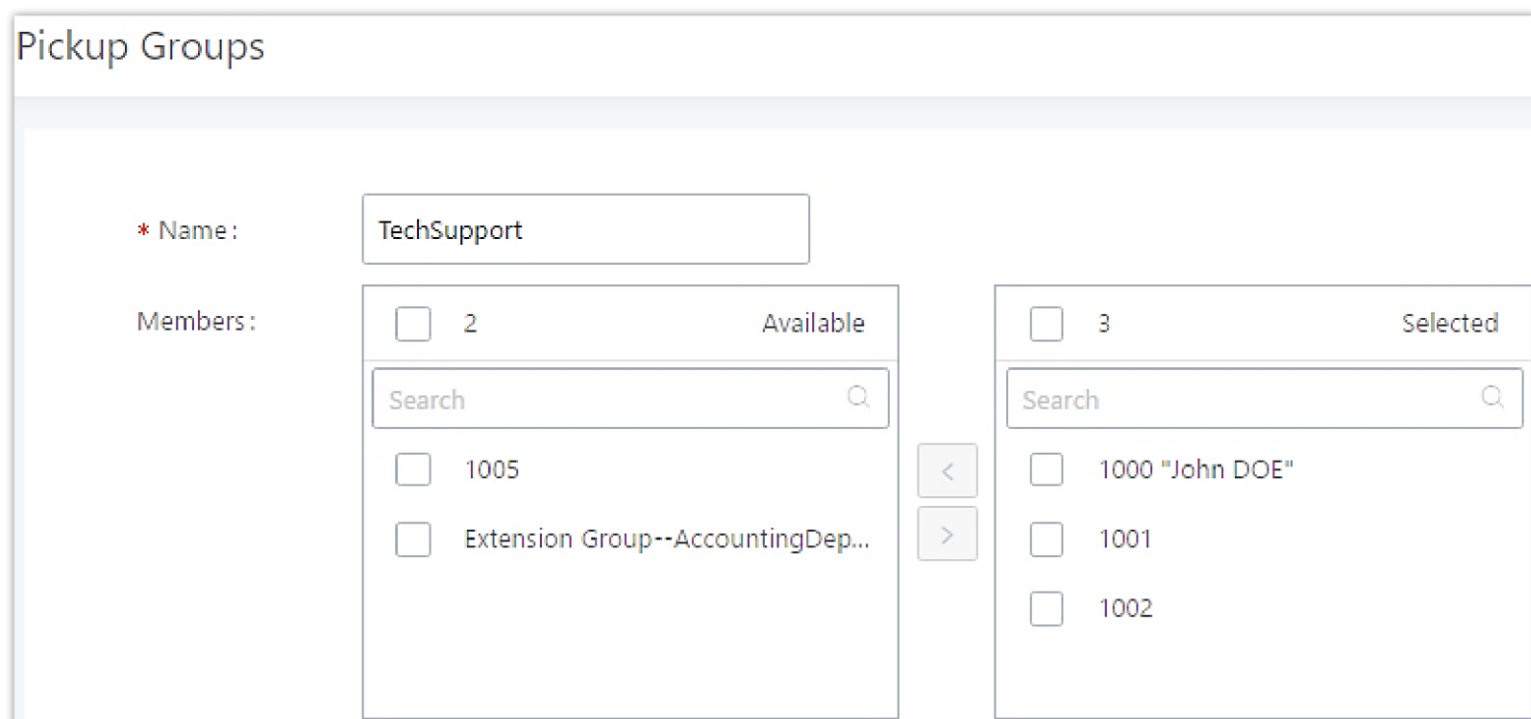 Pickup Groups
* Name:
TechSupport
Members:
2 Available
Search
1005
Extension Group--AccountingDep...
<
>
3 Selected
Search
1000 "John DOE"
1001
1002